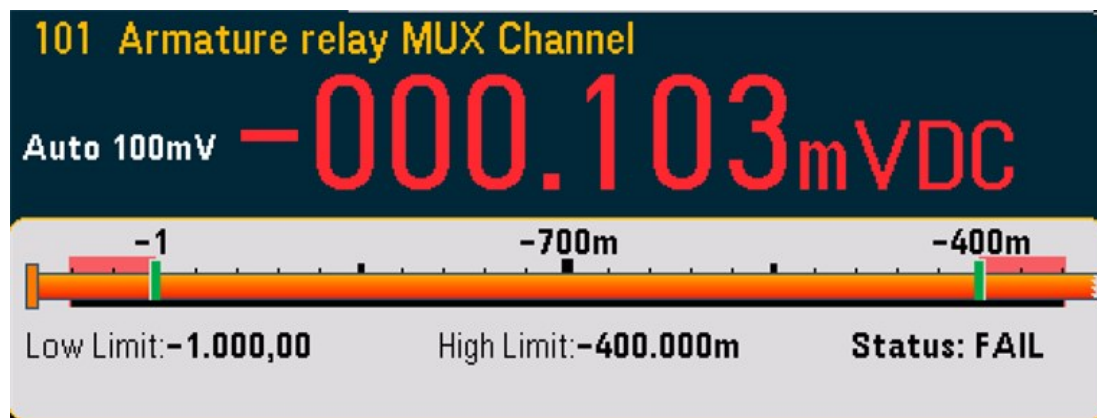 101 Armature relay MUX Channel
Auto 100mV -000.103mVDC
-1 -700m -400m
Low Limit:-1.000,00 High Limit:-400.000m Status: FAIL